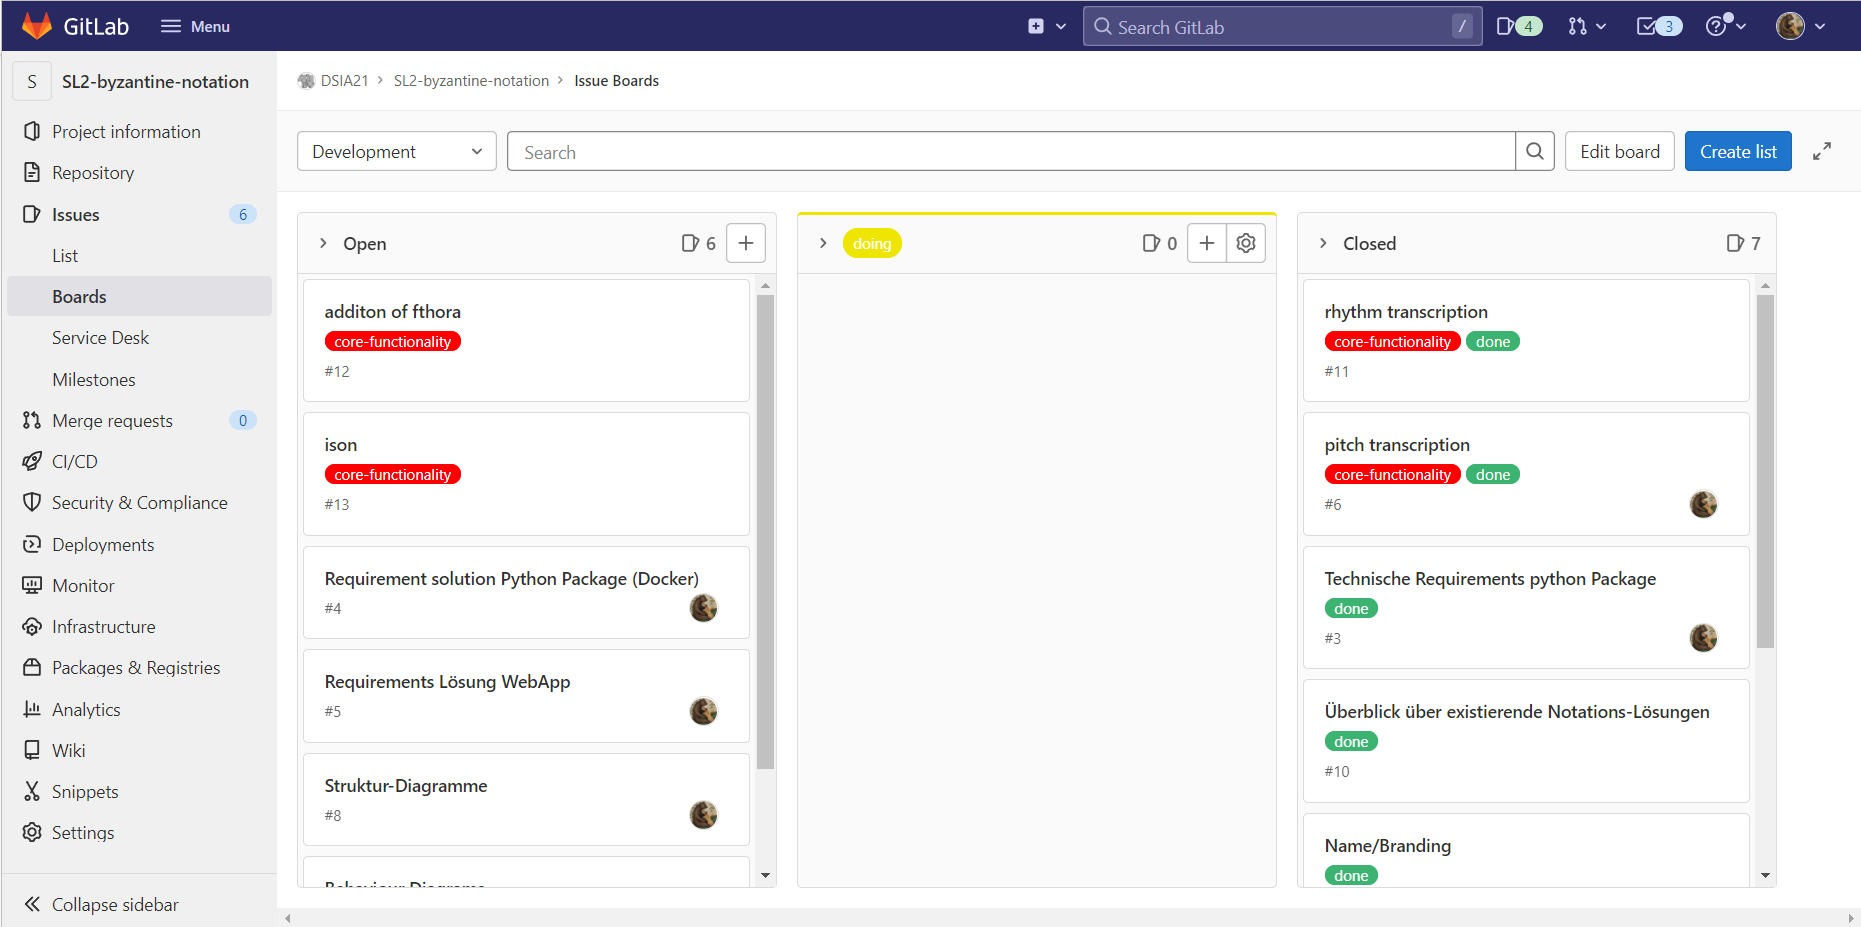 GitLab
Menu
Search GitLab
/
4
3
S
SL2-byzantine-notation
Project information
Repository
Issues
6
List
Boards
Service Desk
Milestones
Merge requests
0
CI/CD
Security & Compliance
Deployments
Monitor
Infrastructure
Packages & Registries
Analytics
Wiki
Snippets
Settings
Collapse sidebar
DSIA21 > SL2-byzantine-notation > Issue Boards
Development
Search
Edit board
Create list
Open
6
additon of fthora
core-functionality
#12
ison
core-functionality
#13
Requirement solution Python Package (Docker)
#4
Requirements Lösung WebApp
#5
Struktur-Diagramme
#8
doing
0
Closed
7
rhythm transcription
core-functionality done
#11
pitch transcription
core-functionality done
#6
Technische Requirements python Package
done
#3
Überblick über existierende Notations-Lösungen
done
#10
Name/Branding
done